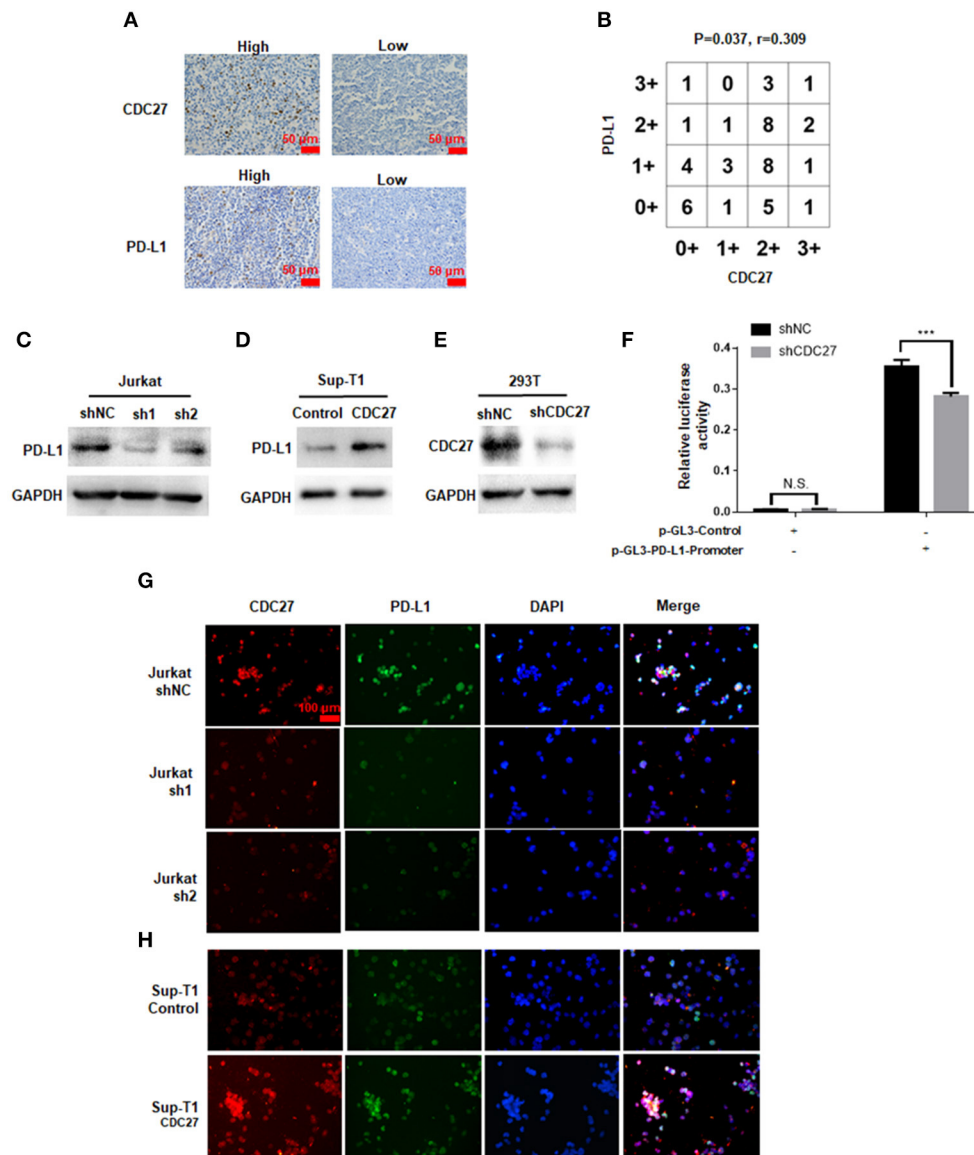 A
High
Low
CDC27
50 µm
50 µm
High
Low
PD-L1
50 µm
50 µm
B
P=0.037, r=0.309
PD-L1
3+ 1 0 3 1
2+ 1 1 8 2
1+ 4 3 8 1
0+ 6 1 5 1
0+ 1+ 2+ 3+
CDC27
C
Jurkat
shNC sh1 sh2
PD-L1
GAPDH
D
Sup-T1
Control CDC27
PD-L1
GAPDH
E
293T
shNC shCDC27
CDC27
GAPDH
F
shNC
shCDC27
Relative luciferase
activity
0.4
0.3
0.2
0.1
0.0
N.S.
***
p-GL3-Control + -
p-GL3-PD-L1-Promoter - +
G
CDC27 PD-L1 DAPI Merge
Jurkat
shNC
100 µm
Jurkat
sh1
Jurkat
sh2
H
Sup-T1
Control
Sup-T1
CDC27